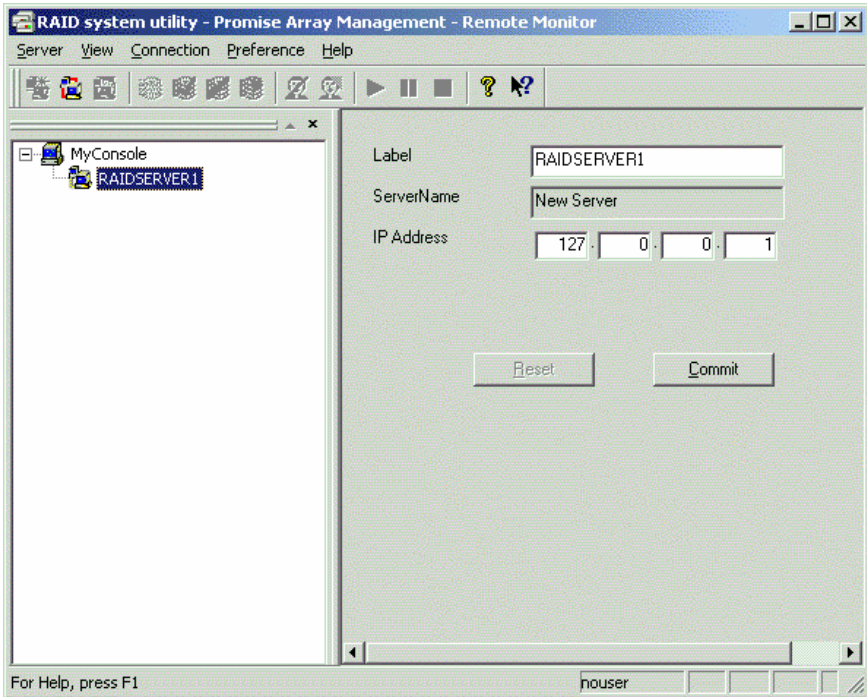 RAID system utility - Promise Array Management - Remote Monitor
Server View Connection Preference Help
MyConsole
RAIDSERVER1
Label RAIDSERVER1
ServerName New Server
IP Address 127 . 0 . 0 . 1
Reset Commit
For Help, press F1 nouser